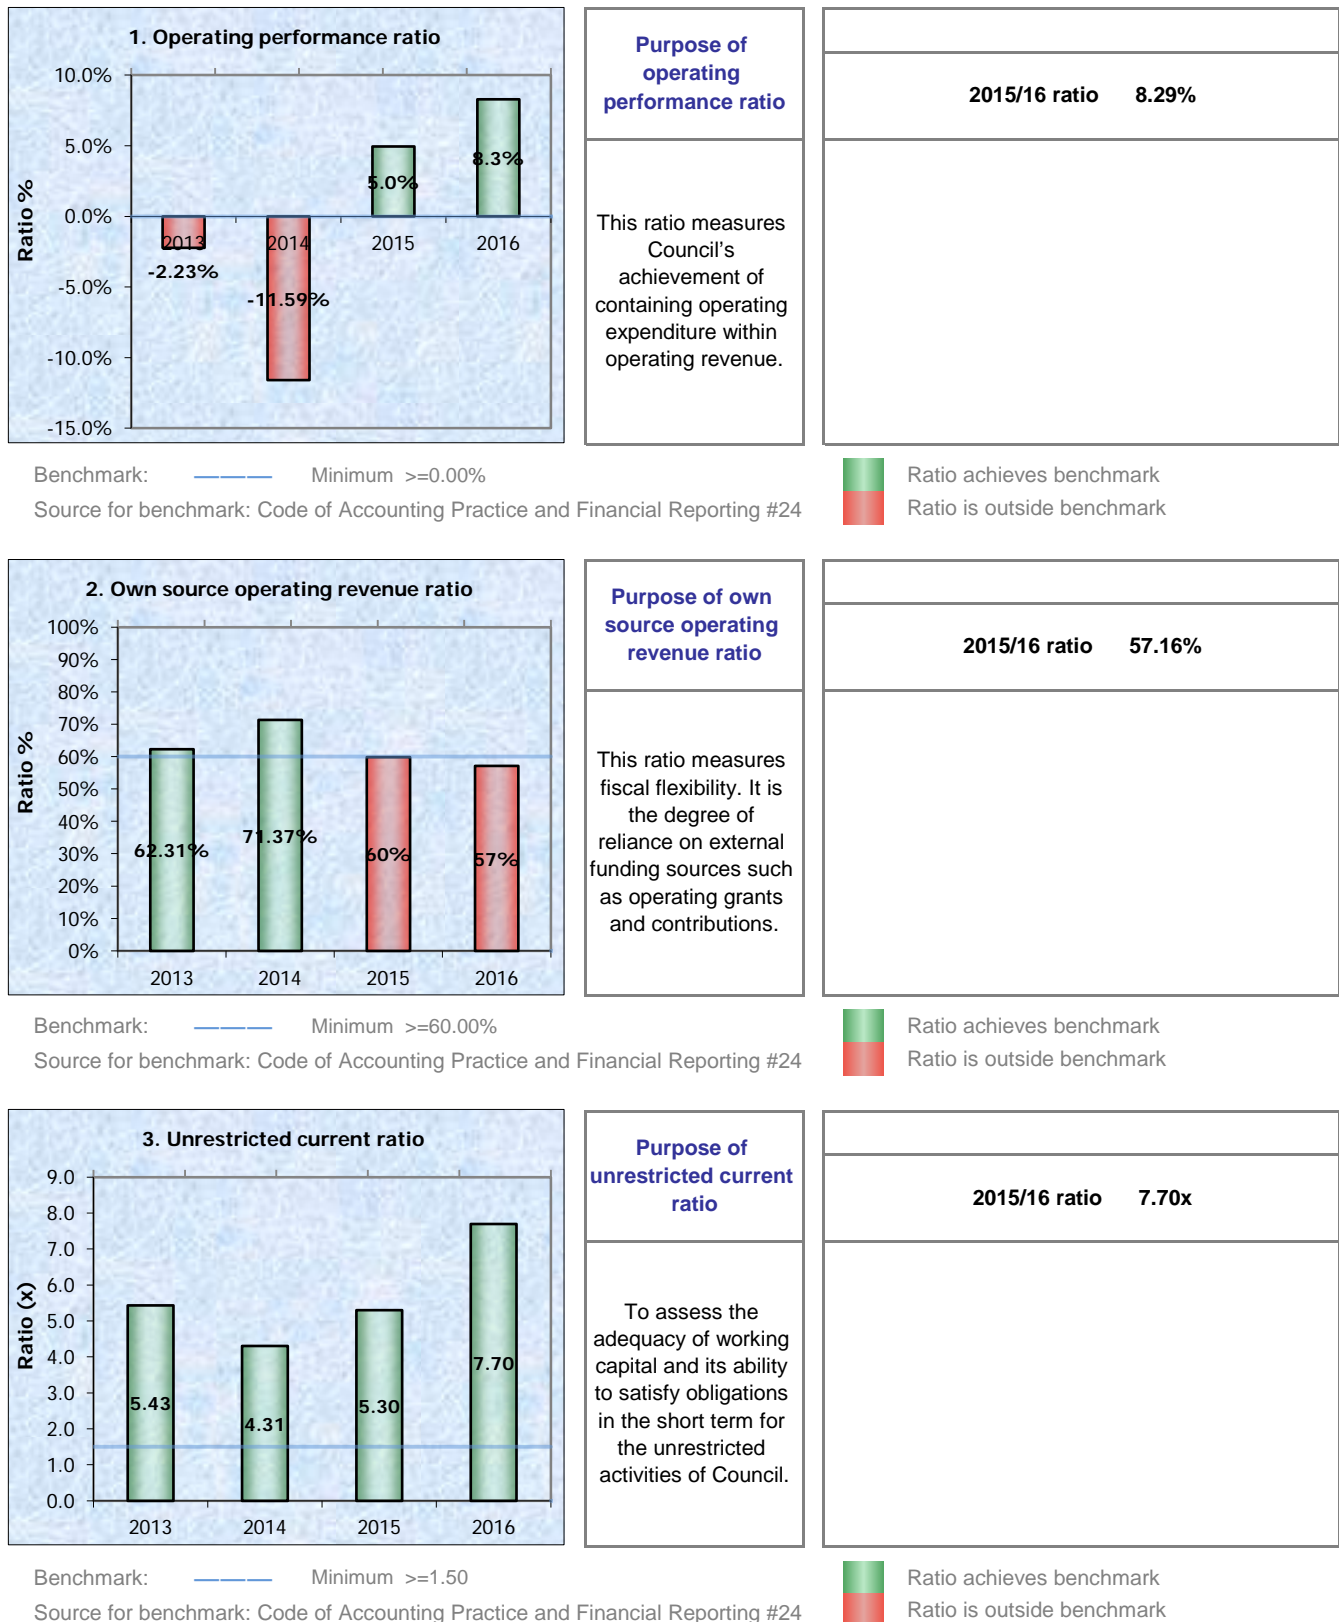 1. Operating performance ratio
10.0%
5.0%
0.0%
-5.0%
-10.0%
-15.0%
Ratio %
2013
2014
2015
2016
-2.23%
-11.59%
5.0%
8.3%
Purpose of
operating
performance ratio
This ratio measures
Council's
achievement of
containing operating
expenditure within
operating revenue.
2015/16 ratio 8.29%
Benchmark: ——— Minimum >=0.00%
Source for benchmark: Code of Accounting Practice and Financial Reporting #24
Ratio achieves benchmark
Ratio is outside benchmark
2. Own source operating revenue ratio
100%
90%
80%
70%
60%
50%
40%
30%
20%
10%
0%
Ratio %
62.31%
71.37%
60%
57%
2013
2014
2015
2016
Purpose of own
source operating
revenue ratio
This ratio measures
fiscal flexibility. It is
the degree of
reliance on external
funding sources such
as operating grants
and contributions.
2015/16 ratio 57.16%
Benchmark: ——— Minimum >=60.00%
Source for benchmark: Code of Accounting Practice and Financial Reporting #24
Ratio achieves benchmark
Ratio is outside benchmark
3. Unrestricted current ratio
9.0
8.0
7.0
6.0
5.0
4.0
3.0
2.0
1.0
0.0
Ratio (x)
5.43
4.31
5.30
7.70
2013
2014
2015
2016
Purpose of
unrestricted current
ratio
To assess the
adequacy of working
capital and its ability
to satisfy obligations
in the short term for
the unrestricted
activities of Council.
2015/16 ratio 7.70x
Benchmark: ——— Minimum >=1.50
Source for benchmark: Code of Accounting Practice and Financial Reporting #24
Ratio achieves benchmark
Ratio is outside benchmark